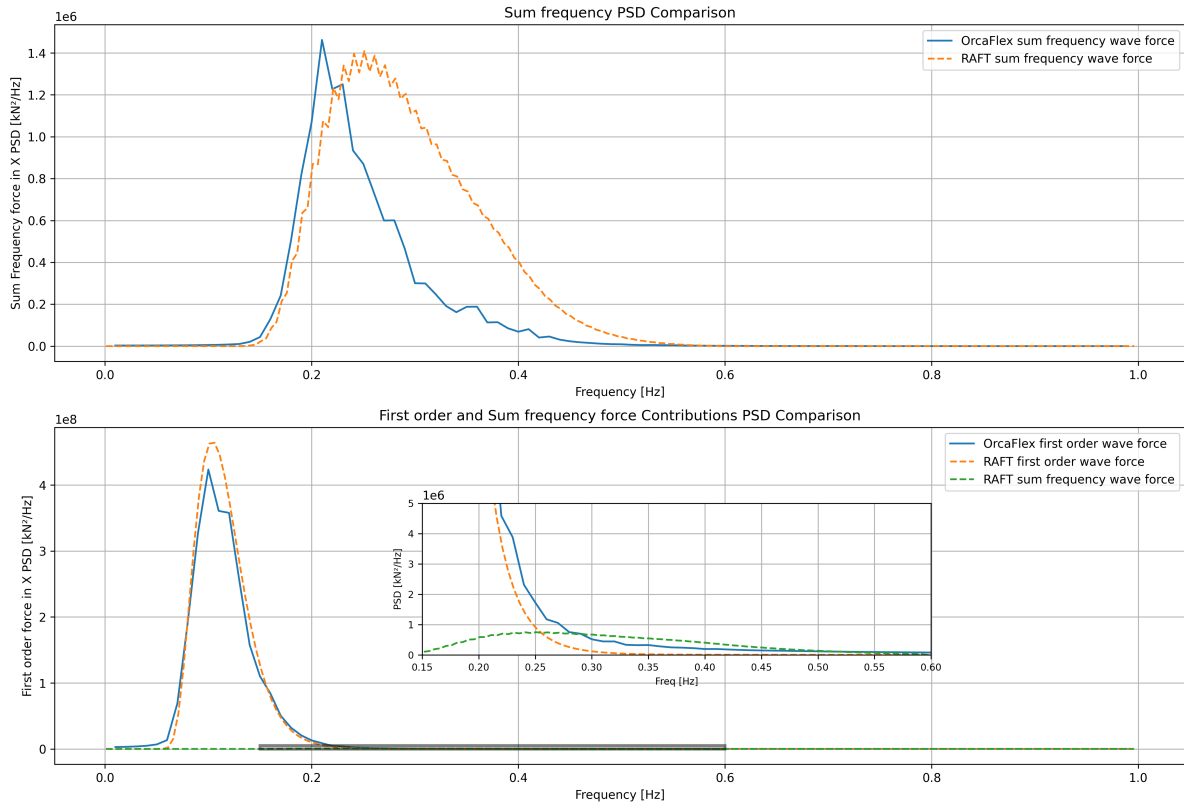 Sum frequency PSD Comparison
1e6
Sum Frequency force in X PSD [kN²/Hz]
1.4
1.2
1.0
0.8
0.6
0.4
0.2
0.0
OrcaFlex sum frequency wave force
RAFT sum frequency wave force
0.0 0.2 0.4 0.6 0.8 1.0
Frequency [Hz]
First order and Sum frequency force Contributions PSD Comparison
1e8
First order force in X PSD [kN²/Hz]
4
3
2
1
0
OrcaFlex first order wave force
RAFT first order wave force
RAFT sum frequency wave force
1e6
PSD [kN²/Hz]
5
4
3
2
1
0
0.15 0.20 0.25 0.30 0.35 0.40 0.45 0.50 0.55 0.60
Freq [Hz]
0.0 0.2 0.4 0.6 0.8 1.0
Frequency [Hz]